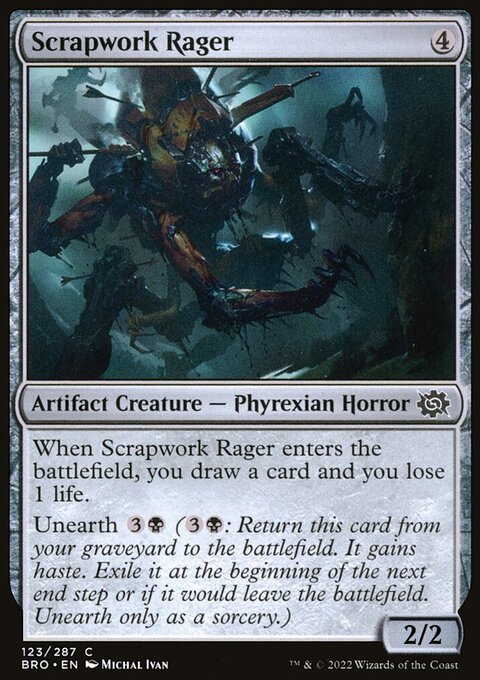 Scrapwork Rager 4
Artifact Creature — Phyrexian Horror
When Scrapwork Rager enters the
battlefield, you draw a card and you lose
1 life.
Unearth 3 (3: Return this card from
your graveyard to the battlefield. It gains
haste. Exile it at the beginning of the next
end step or if it would leave the battlefield.
Unearth only as a sorcery.)
2/2
123/287 C
BRO • EN Michal Ivan
™ & © 2022 Wizards of the Coast